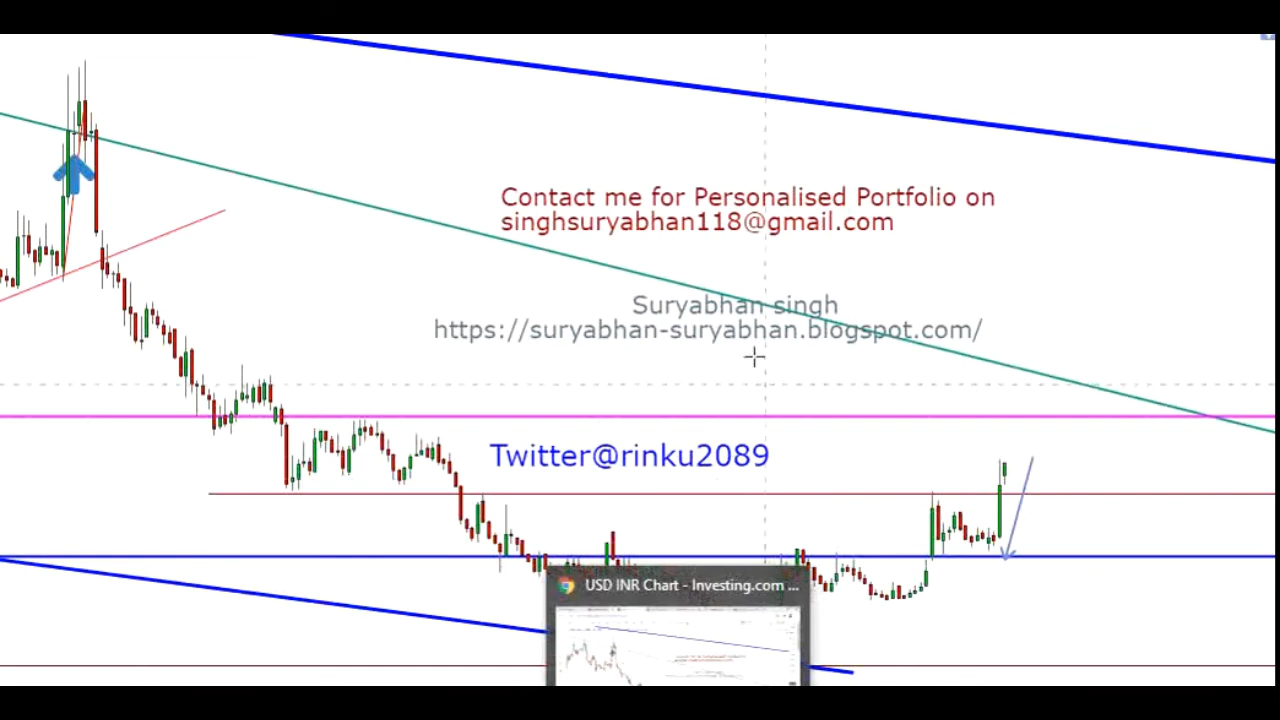 Contact me for Personalised Portfolio on
singhsuryabhan118@gmail.com
Suryabhan singh
https://suryabhan-suryabhan.blogspot.com/
Twitter@rinku2089
USD INR Chart - Investing.com ...